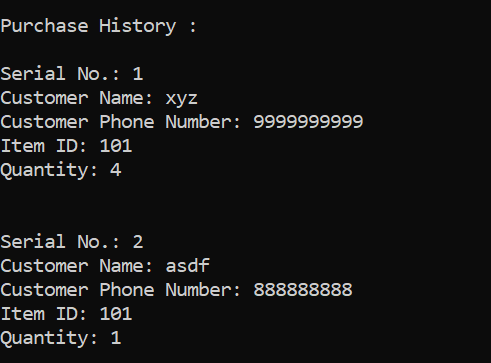 Purchase History :
Serial No.: 1
Customer Name: xyz
Customer Phone Number: 9999999999
Item ID: 101
Quantity: 4
Serial No.: 2
Customer Name: asdf
Customer Phone Number: 888888888
Item ID: 101
Quantity: 1